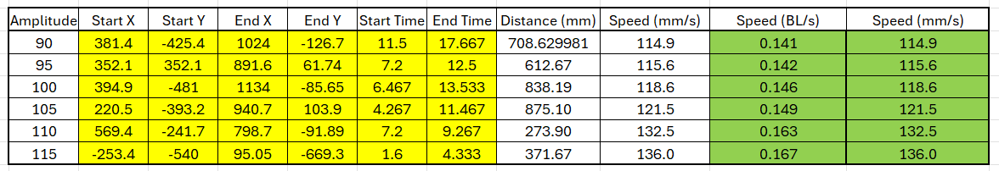 Amplitude Start X Start Y End X End Y Start Time End Time Distance (mm) Speed (mm/s) Speed (BL/s) Speed (mm/s)
90 381.4 -425.4 1024 -126.7 11.5 17.667 708.629981 114.9 0.141 114.9
95 352.1 352.1 891.6 61.74 7.2 12.5 612.67 115.6 0.142 115.6
100 394.9 -481 1134 -85.65 6.467 13.533 838.19 118.6 0.146 118.6
105 220.5 -393.2 940.7 103.9 4.267 11.467 875.10 121.5 0.149 121.5
110 569.4 -241.7 798.7 -91.89 7.2 9.267 273.90 132.5 0.163 132.5
115 -253.4 -540 95.05 -669.3 1.6 4.333 371.67 136.0 0.167 136.0